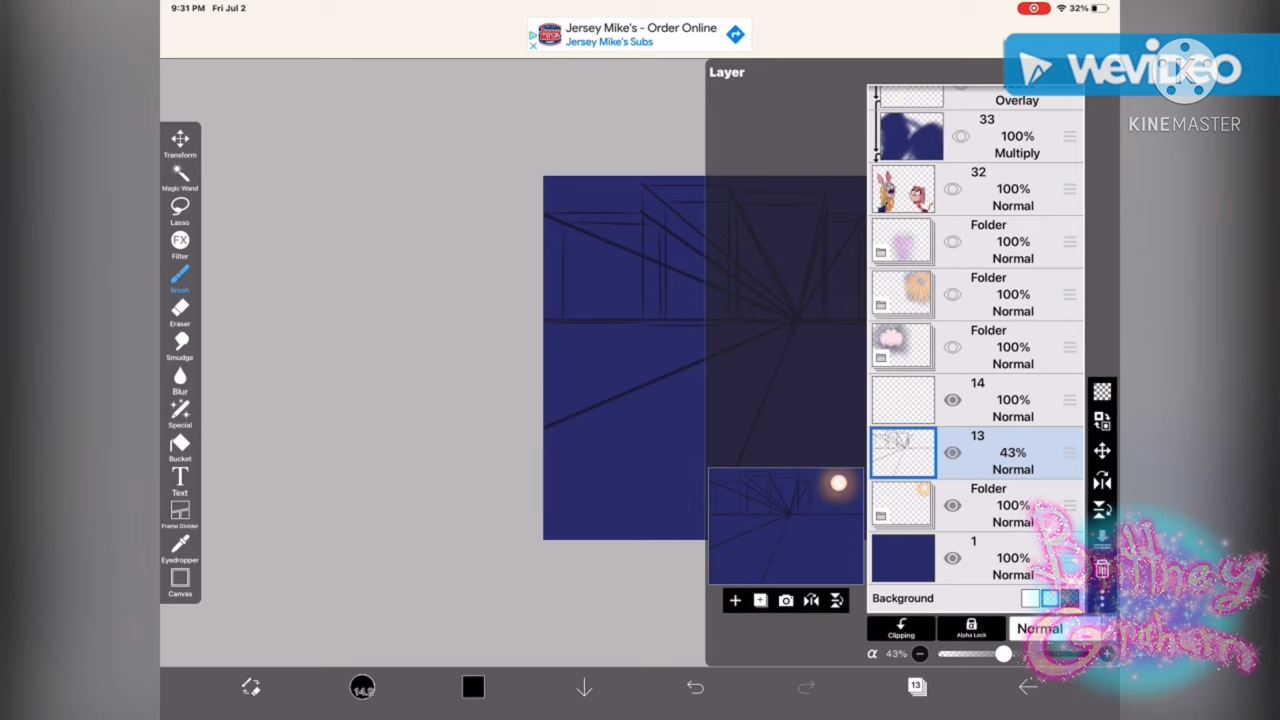 9:31 PM Fri Jul 2
32%
Jersey Mike's - Order Online
Jersey Mike's Subs
WeVideo
KINEMASTER
Layer
Overlay
33
100%
Multiply
32
100%
Normal
Folder
100%
Normal
Folder
100%
Normal
Folder
100%
Normal
14
100%
Normal
13
43%
Normal
Folder
100%
Normal
1
100%
Normal
Background
Clipping
Alpha Lock
Normal
α 43%
Transform
Magic Wand
Lasso
FX
Filter
Brush
Eraser
Smudge
Blur
Special
Bucket
T
Text
Frame Divider
Eyedropper
Canvas
13
Brittney
Graham